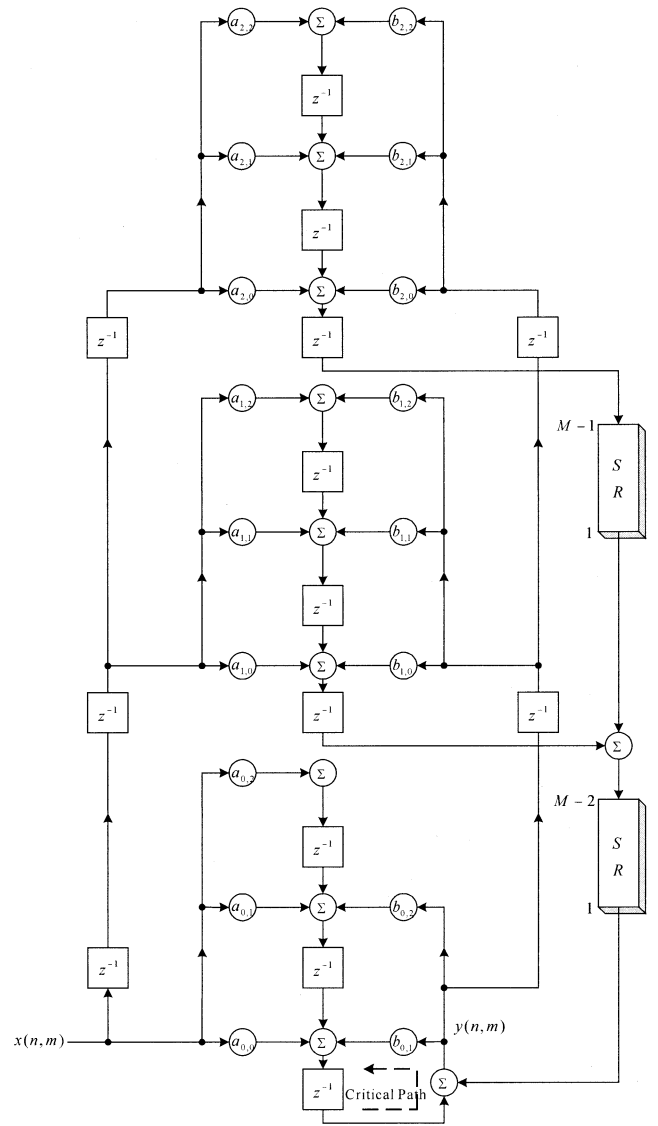 a2,2 Σ b2,2
z−1
a2,1 Σ b2,1
z−1
a2,0 Σ b2,0
z−1 z−1 z−1
a1,2 Σ b1,2
M−1
z−1
S
R
a1,1 Σ b1,1
1
z−1
a1,0 Σ b1,0
z−1 z−1 z−1
Σ
a0,2 Σ
M−2
z−1
S
R
a0,1 Σ b0,2
1
z−1 z−1
x(n,m) a0,0 Σ b0,1 y(n,m)
z−1 Critical Path Σ